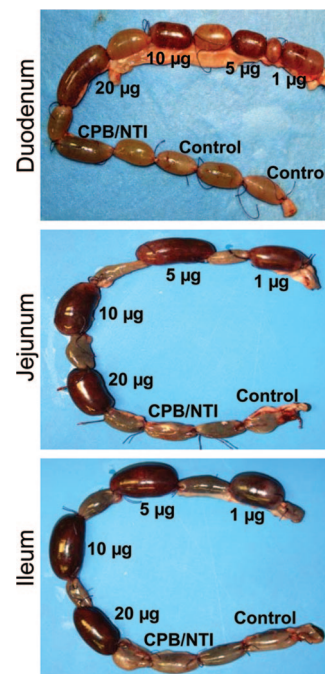 Duodenum
10 µg
5 µg
1 µg
20 µg
CPB/NTI
Control
Control
Jejunum
5 µg
1 µg
10 µg
20 µg
CPB/NTI
Control
Ileum
5 µg
1 µg
10 µg
20 µg
CPB/NTI
Control